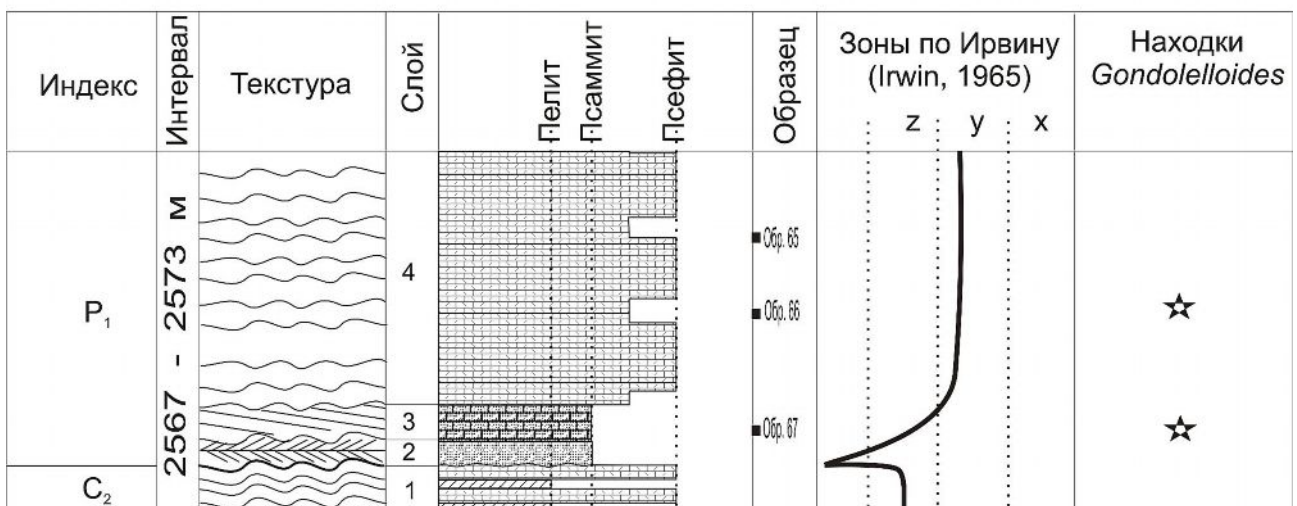 Индекс
Интервал
Текстура
Слой
Пелит
Псаммит
Псефит
Образец
Зоны по Ирвину
(Irwin, 1965)
z y x
Находки
Gondolelloides
P₁
C₂
2567 - 2573 м
4
3
2
1
Обр. 65
Обр. 66
Обр. 67